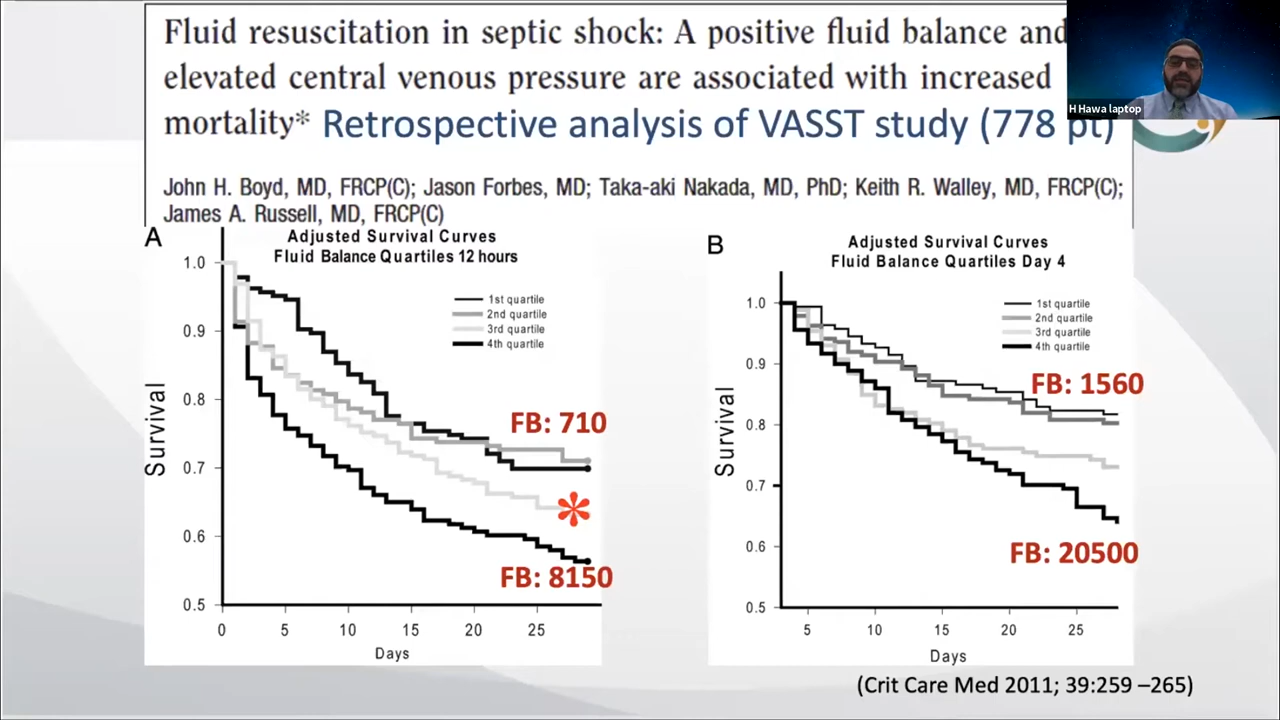 Fluid resuscitation in septic shock: A positive fluid balance and
elevated central venous pressure are associated with increased
mortality* Retrospective analysis of VASST study (778 pt)
H Hawa laptop
John H. Boyd, MD, FRCP(C); Jason Forbes, MD; Taka-aki Nakada, MD, PhD; Keith R. Walley, MD, FRCP(C);
James A. Russell, MD, FRCP(C)
A
Adjusted Survival Curves
Fluid Balance Quartiles 12 hours
1st quartile
2nd quartile
3rd quartile
4th quartile
1.0
0.9
0.8
0.7
0.6
0.5
Survival
FB: 710
*
FB: 8150
0 5 10 15 20 25
Days
B
Adjusted Survival Curves
Fluid Balance Quartiles Day 4
1st quartile
2nd quartile
3rd quartile
4th quartile
1.0
0.9
0.8
0.7
0.6
0.5
Survival
FB: 1560
FB: 20500
5 10 15 20 25
Days
(Crit Care Med 2011; 39:259 –265)